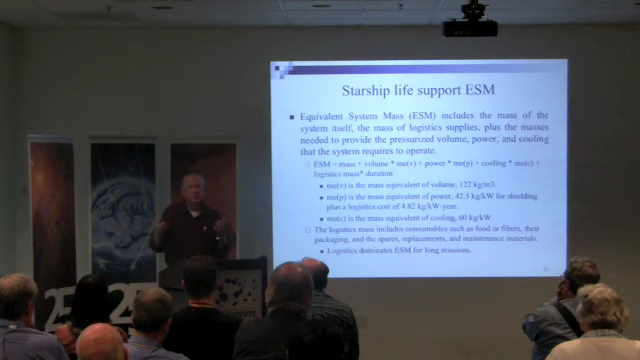 Starship life support ESM
Equivalent System Mass (ESM) includes the mass of the
system itself, the mass of logistics supplies, plus the masses
needed to provide the pressurized volume, power, and cooling
that the system requires to operate.
ESM = mass + volume * me(v) + power * me(p) + cooling * me(c) +
logistics mass* duration
me(v) is the mass equivalent of volume, 122 kg/m3.
me(p) is the mass equivalent of power, 42.5 kg/kW for shielding
plus a logistics cost of 4.82 kg/kW-year.
me(c) is the mass equivalent of cooling, 60 kg/kW.
The logistics mass includes consumables such as food or filters, their
packaging, and the spares, replacements, and maintenance materials.
Logistics dominates ESM for long missions.